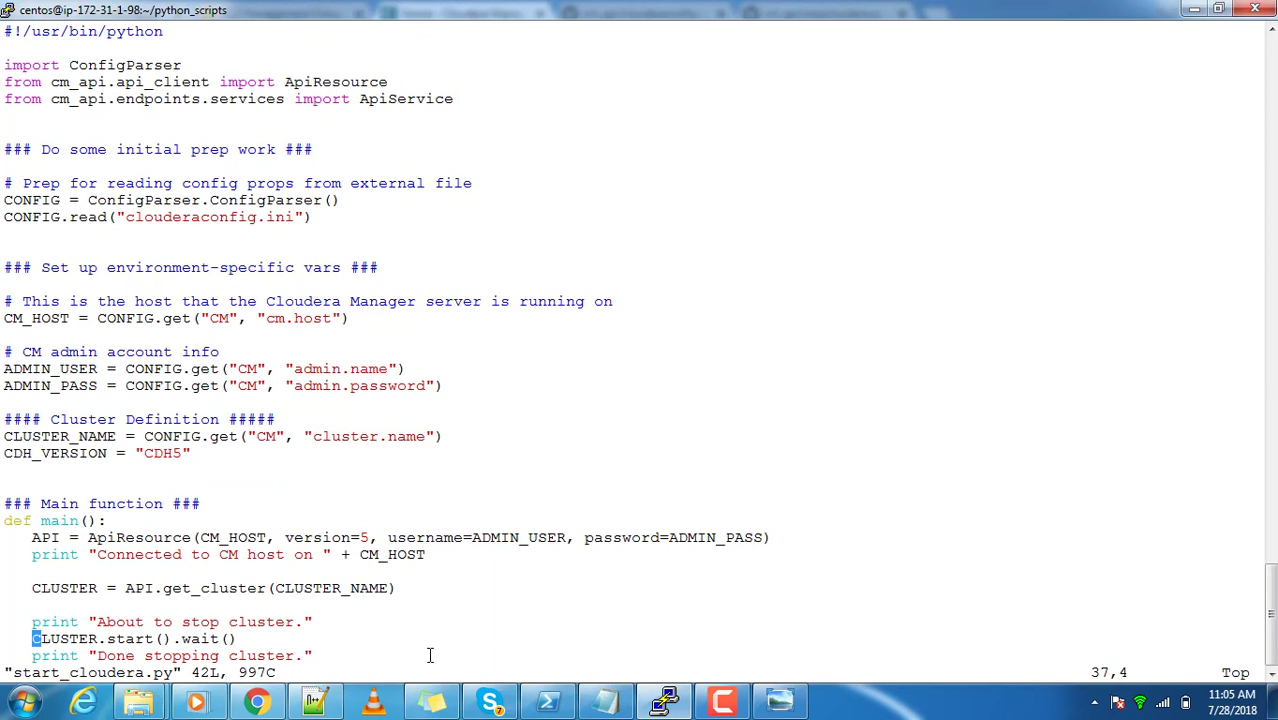 centos@ip-172-31-1-98:~/python_scripts
#!/usr/bin/python
import ConfigParser
from cm_api.api_client import ApiResource
from cm_api.endpoints.services import ApiService
### Do some initial prep work ###
# Prep for reading config props from external file
CONFIG = ConfigParser.ConfigParser()
CONFIG.read("clouderaconfig.ini")
### Set up environment-specific vars ###
# This is the host that the Cloudera Manager server is running on
CM_HOST = CONFIG.get("CM", "cm.host")
# CM admin account info
ADMIN_USER = CONFIG.get("CM", "admin.name")
ADMIN_PASS = CONFIG.get("CM", "admin.password")
#### Cluster Definition #####
CLUSTER_NAME = CONFIG.get("CM", "cluster.name")
CDH_VERSION = "CDH5"
### Main function ###
def main():
API = ApiResource(CM_HOST, version=5, username=ADMIN_USER, password=ADMIN_PASS)
print "Connected to CM host on " + CM_HOST
CLUSTER = API.get_cluster(CLUSTER_NAME)
print "About to stop cluster."
CLUSTER.start().wait()
print "Done stopping cluster."
"start_cloudera.py" 42L, 997C 37,4 Top
11:05 AM
7/28/2018